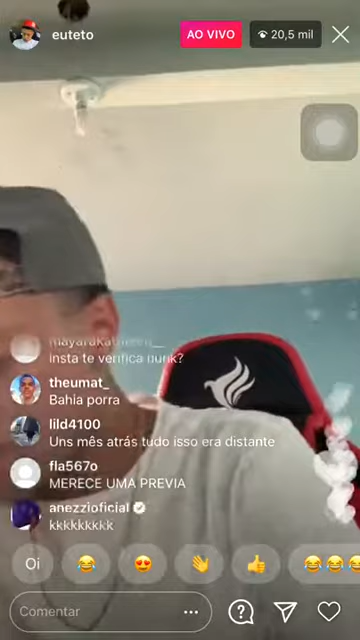 euteto
AO VIVO
20,5 mil
insta te verifica nunk?
theumat_
Bahia porra
lild4100
Uns mês atrás tudo isso era distante
fla567o
MERECE UMA PREVIA
anezzioficial
kkkkkkkkk
Oi
Comentar